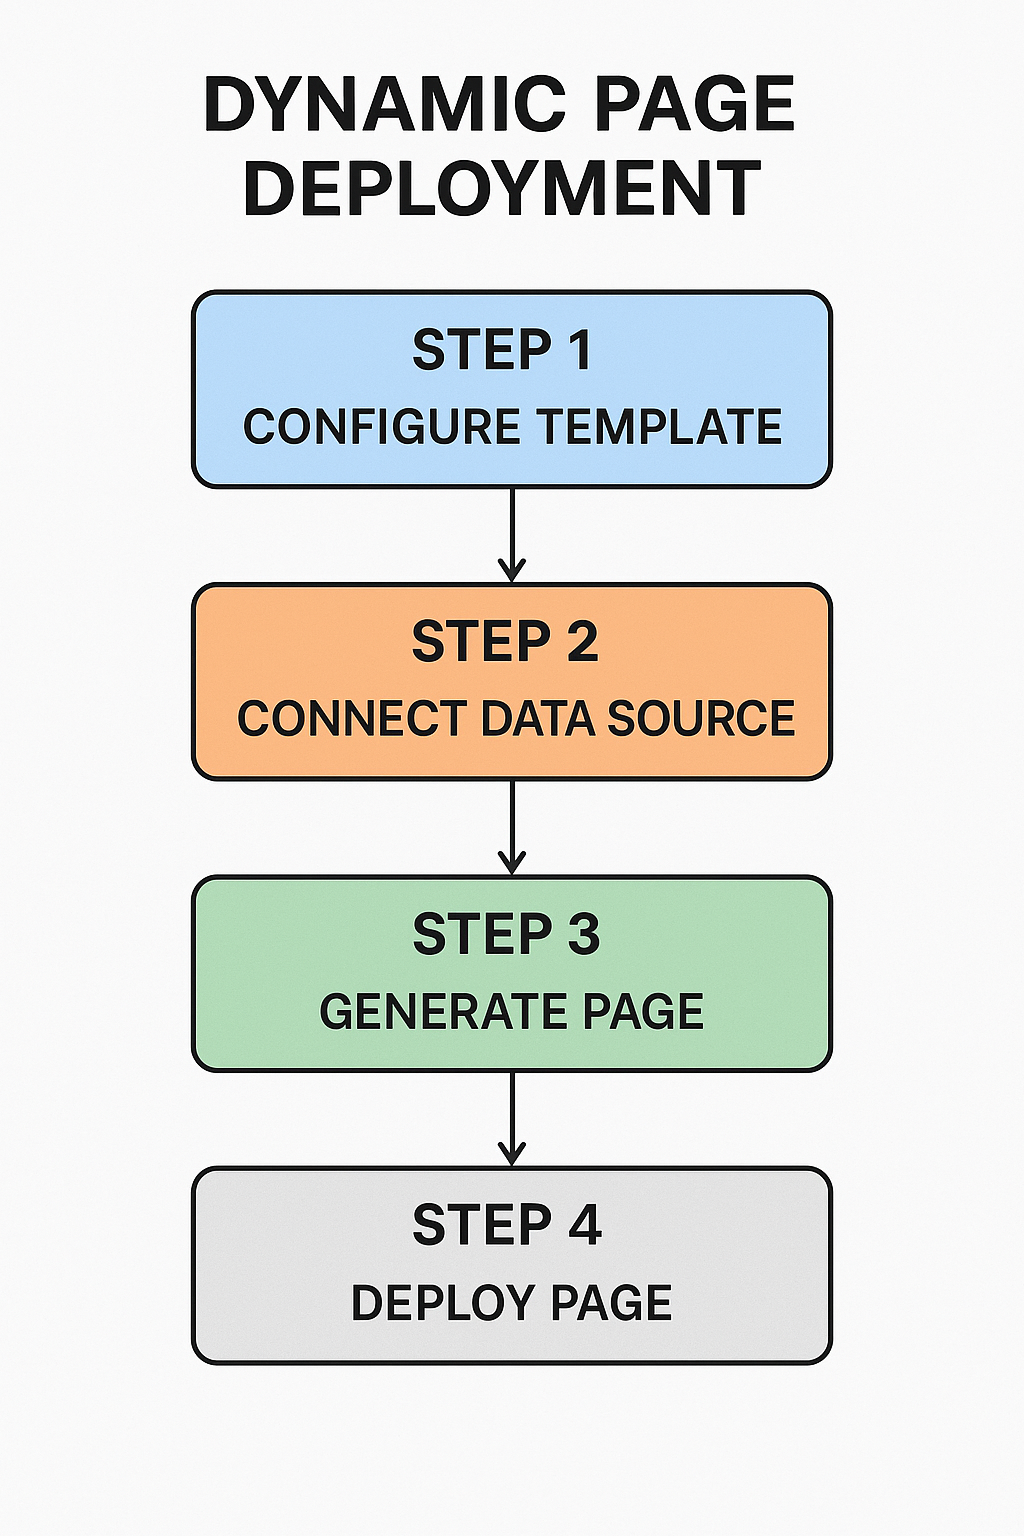 DYNAMIC PAGE
DEPLOYMENT
STEP 1
CONFIGURE TEMPLATE
STEP 2
CONNECT DATA SOURCE
STEP 3
GENERATE PAGE
STEP 4
DEPLOY PAGE